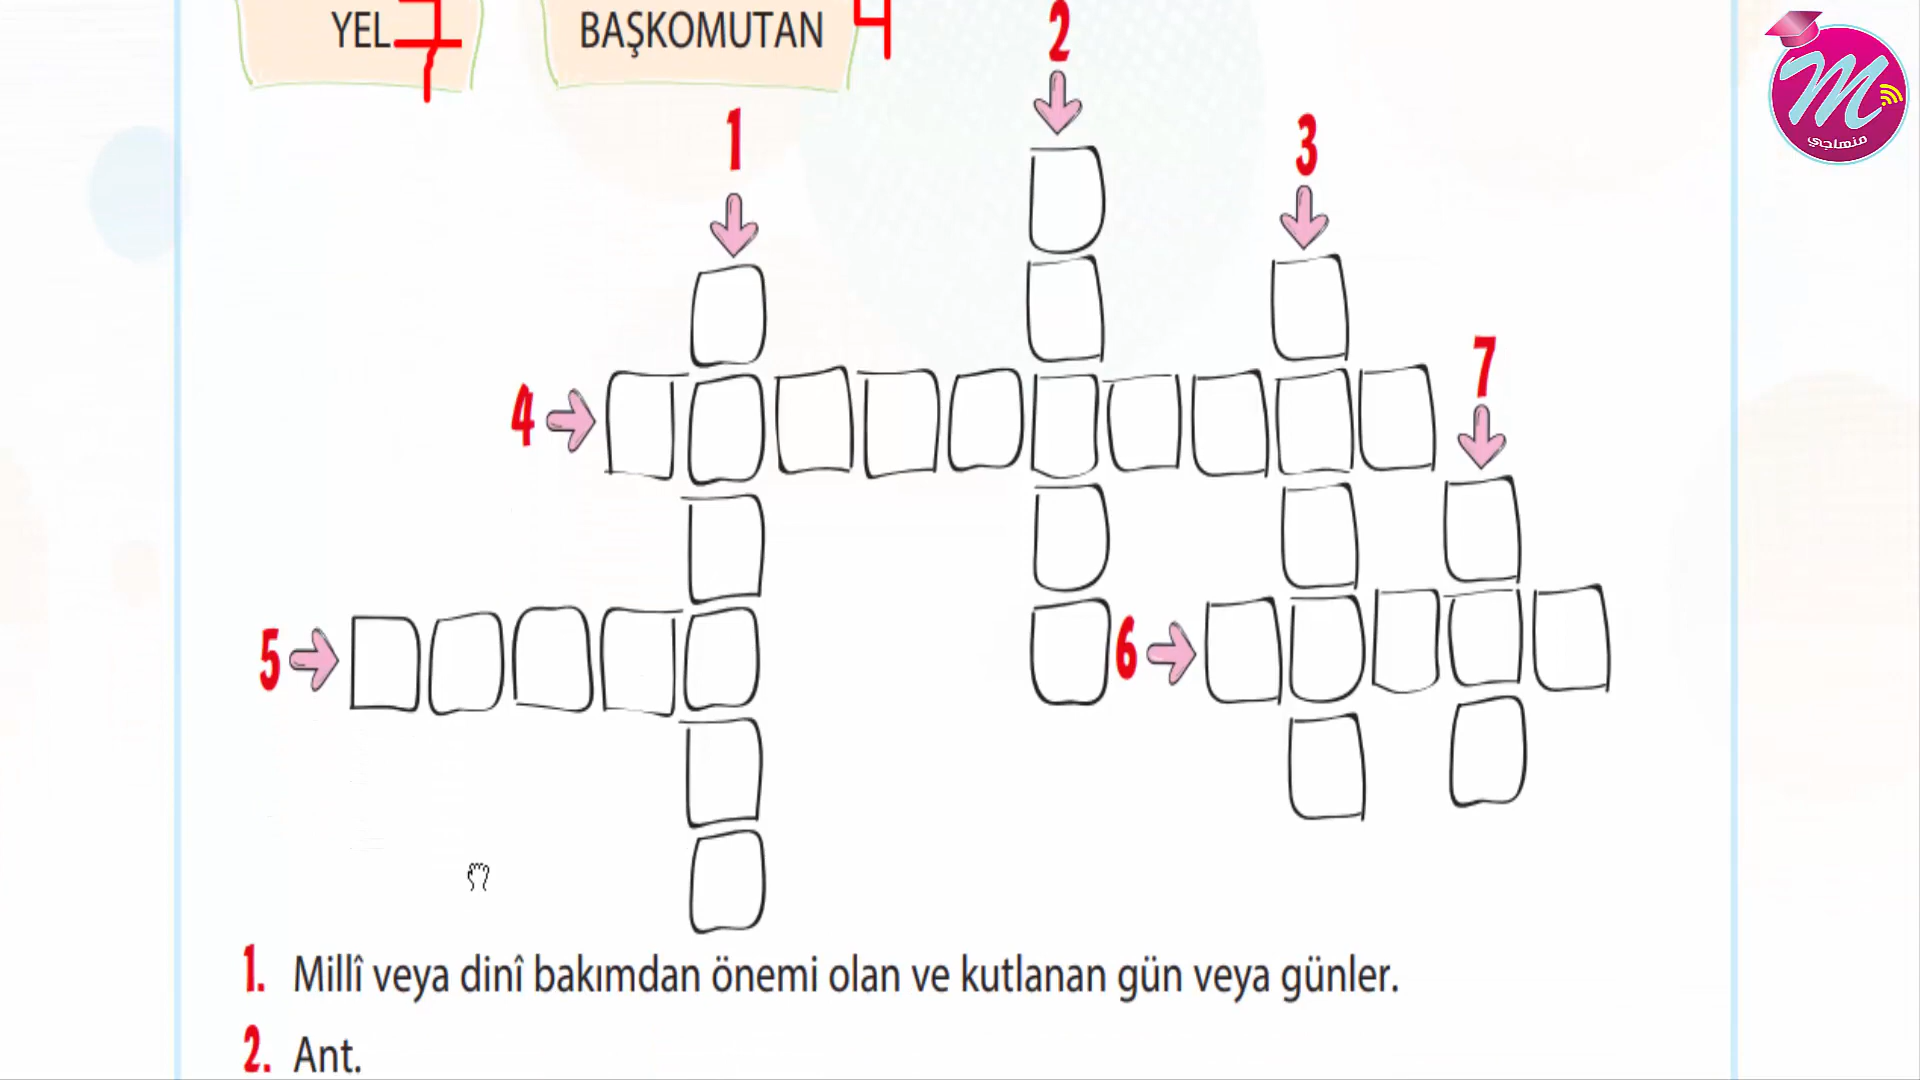 YEL 7
BAŞKOMUTAN 4
2
1
3
7
4
5
6
1. Millî veya dinî bakımdan önemi olan ve kutlanan gün veya günler.
2. Ant.
M
منهاجي